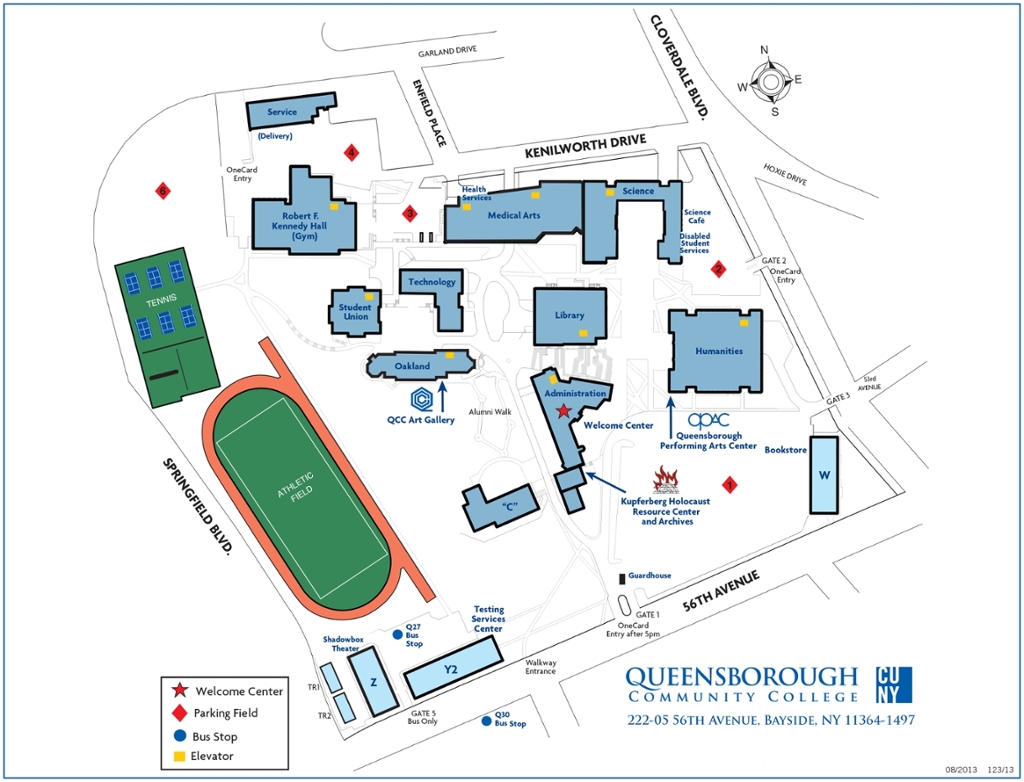 GARLAND DRIVE
CLOVERDALE BLVD.
ENFIELD PLACE
N
W
E
S
Service
(Delivery)
KENILWORTH DRIVE
HOXIE DRIVE
4
OneCard
Entry
6
3
Robert F.
Kennedy Hall
(Gym)
Health
Services
Medical Arts
Science
Science
Café
Disabled
Student
Services
2
GATE 2
OneCard
Entry
TENNIS
Technology
Student
Union
Library
Humanities
Oakland
QCC Art Gallery
Alumni Walk
Administration
Welcome Center
QPAC
Queensborough
Performing Arts Center
53rd
AVENUE
GATE 3
Bookstore
W
1
Kupferberg Holocaust
Resource Center
and Archives
"C"
ATHLETIC
FIELD
SPRINGFIELD BLVD.
Guardhouse
56TH AVENUE
GATE 1
OneCard
Entry after 5pm
Testing
Services
Center
Q27
Bus
Stop
Shadowbox
Theater
TR1
TR2
Z
Y2
Walkway
Entrance
GATE 5
Bus Only
Q30
Bus Stop
Welcome Center
Parking Field
Bus Stop
Elevator
QUEENSBOROUGH
COMMUNITY COLLEGE
CU
NY
222-05 56TH AVENUE, BAYSIDE, NY 11364-1497
08/2013 123/13